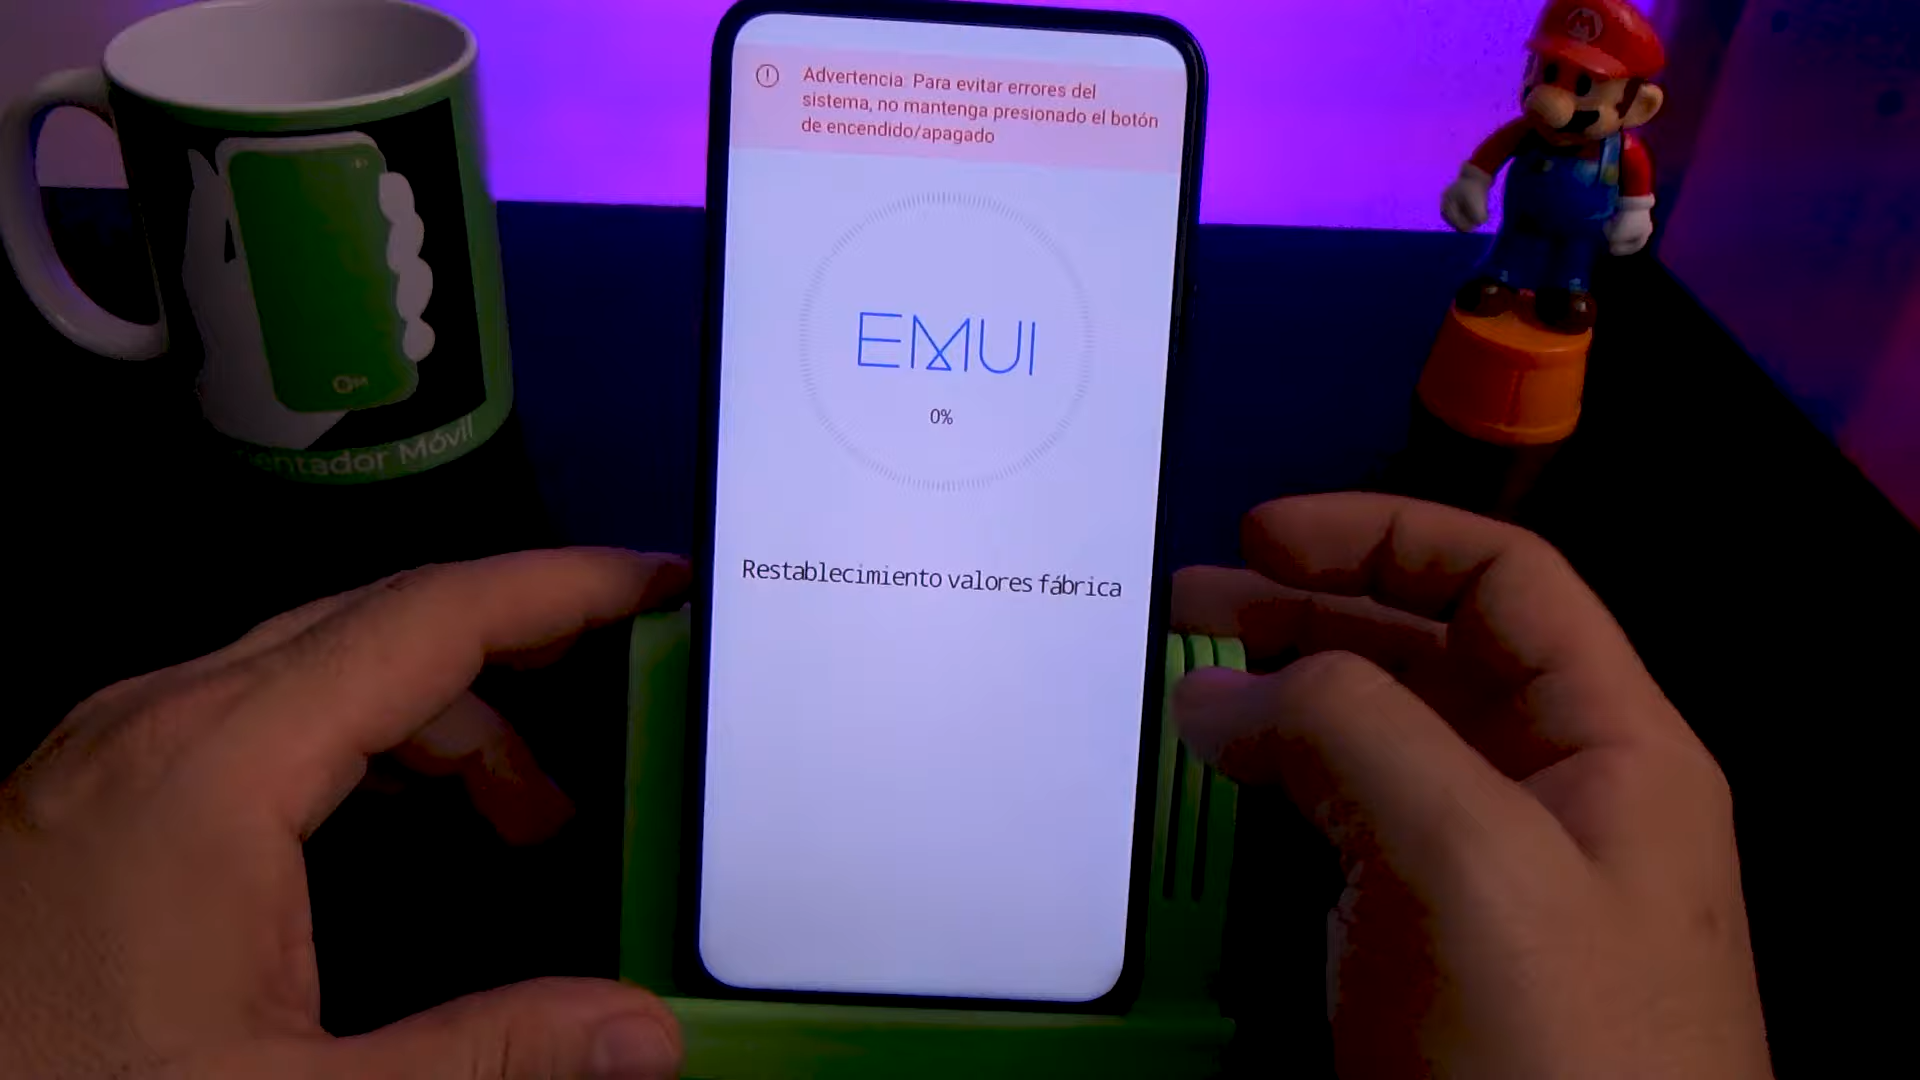 Advertencia: Para evitar errores del
sistema, no mantenga presionado el botón
de encendido/apagado
EMUI
0%
Restablecimiento valores fábrica
Móvil
M